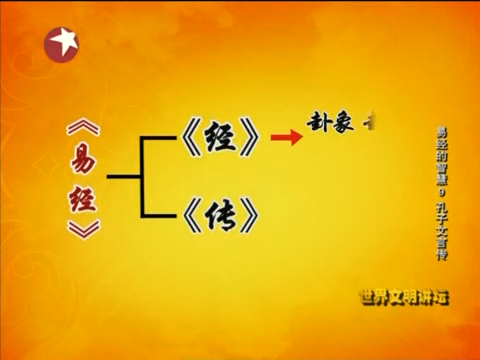 《易经》
《经》
卦象
《传》
易经的智慧9 孔子文言传
世界文明讲坛